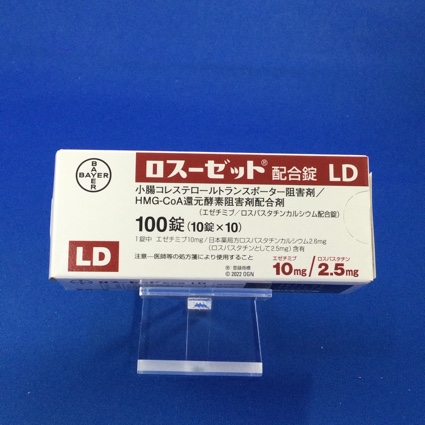 BAYER
BAYER
ロスーゼット® 配合錠 LD
小腸コレステロールトランスポーター阻害剤／
HMG-CoA還元酵素阻害剤配合剤
（エゼチミブ／ロスバスタチンカルシウム配合錠）
100錠（10錠×10）
1錠中 エゼチミブ10mg／日本薬局方ロスバスタチンカルシウム2.6mg
（ロスバスタチンとして2.5mg）含有
注意－医師等の処方箋により使用すること
® 登録商標
© 2022 OGN
LD
エゼチミブ
10mg
ロスバスタチン
/2.5mg